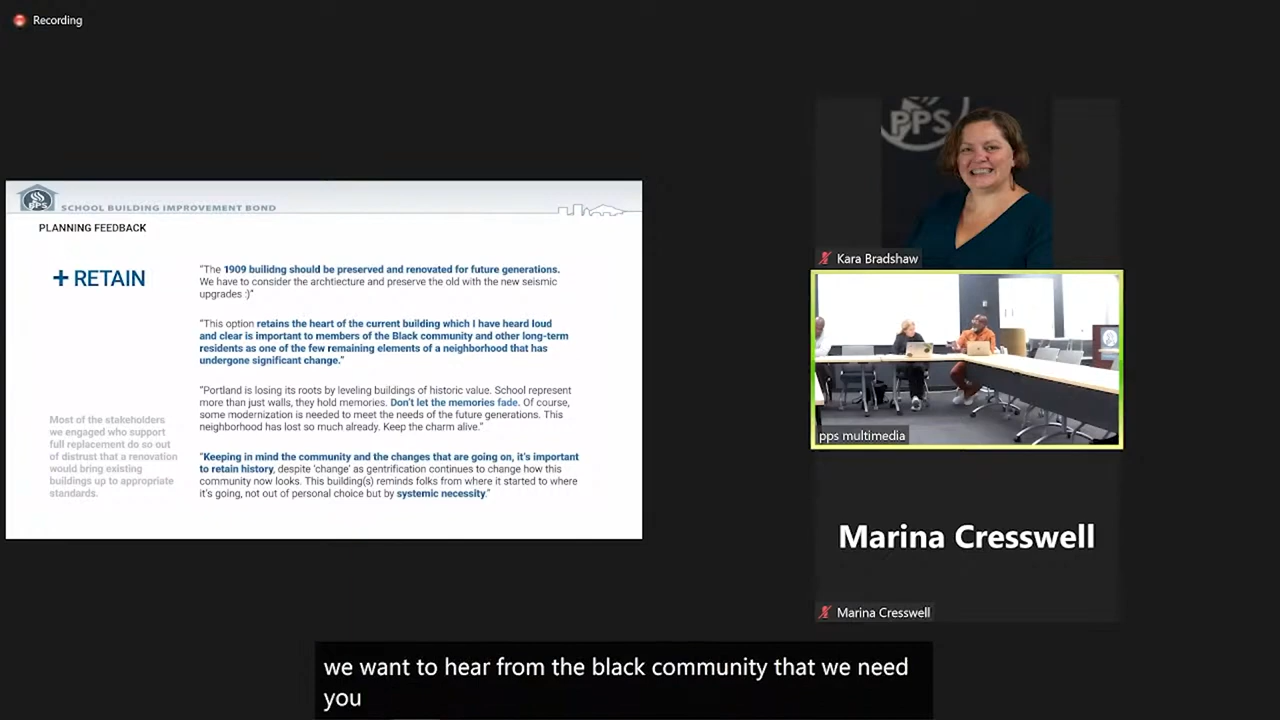 Recording
PPS
SCHOOL BUILDING IMPROVEMENT BOND
PLANNING FEEDBACK
+ RETAIN
"The 1909 builidng should be preserved and renovated for future generations.
We have to consider the archtiecture and preserve the old with the new seismic
upgrades :)"
"This option retains the heart of the current building which I have heard loud
and clear is important to members of the Black community and other long-term
residents as one of the few remaining elements of a neighborhood that has
undergone significant change."
"Portland is losing its roots by leveling buildings of historic value. School represent
more than just walls, they hold memories. Don't let the memories fade. Of course,
some modernization is needed to meet the needs of the future generations. This
neighborhood has lost so much already. Keep the charm alive."
"Keeping in mind the community and the changes that are going on, it's important
to retain history, despite 'change' as gentrification continues to change how this
community now looks. This building(s) reminds folks from where it started to where
it's going, not out of personal choice but by systemic necessity."
Most of the stakeholders
we engaged who support
full replacement do so out
of distrust that a renovation
would bring existing
buildings up to appropriate
standards.
PPS
Kara Bradshaw
pps multimedia
Marina Cresswell
Marina Cresswell
we want to hear from the black community that we need
you